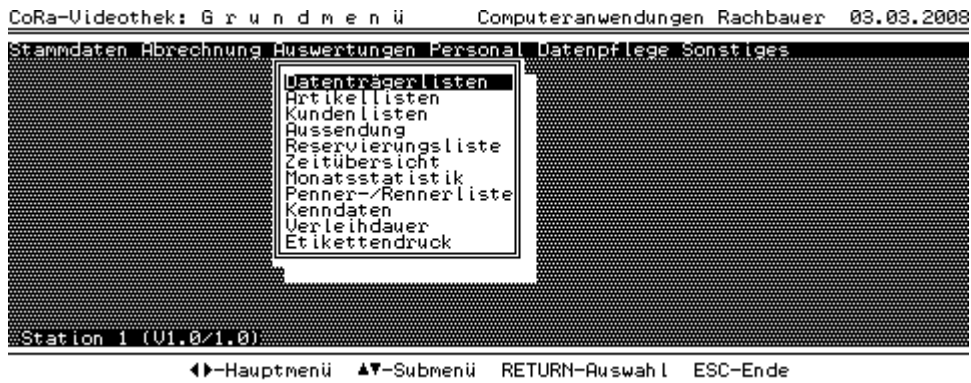 CoRa-Videothek: G r u n d m e n ü Computeranwendungen Rachbauer 03.03.2008
Stammdaten Abrechnung Auswertungen Personal Datenpflege Sonstiges
Datenträgerlisten
Artikellisten
Kundenlisten
Aussendung
Reservierungsliste
Zeitübersicht
Monatsstatistik
Penner-/Rennerliste
Kenndaten
Verleihdauer
Etikettendruck
Station 1 (V1.0/1.0)
◄►-Hauptmenü ▲▼-Submenü RETURN-Auswahl ESC-Ende